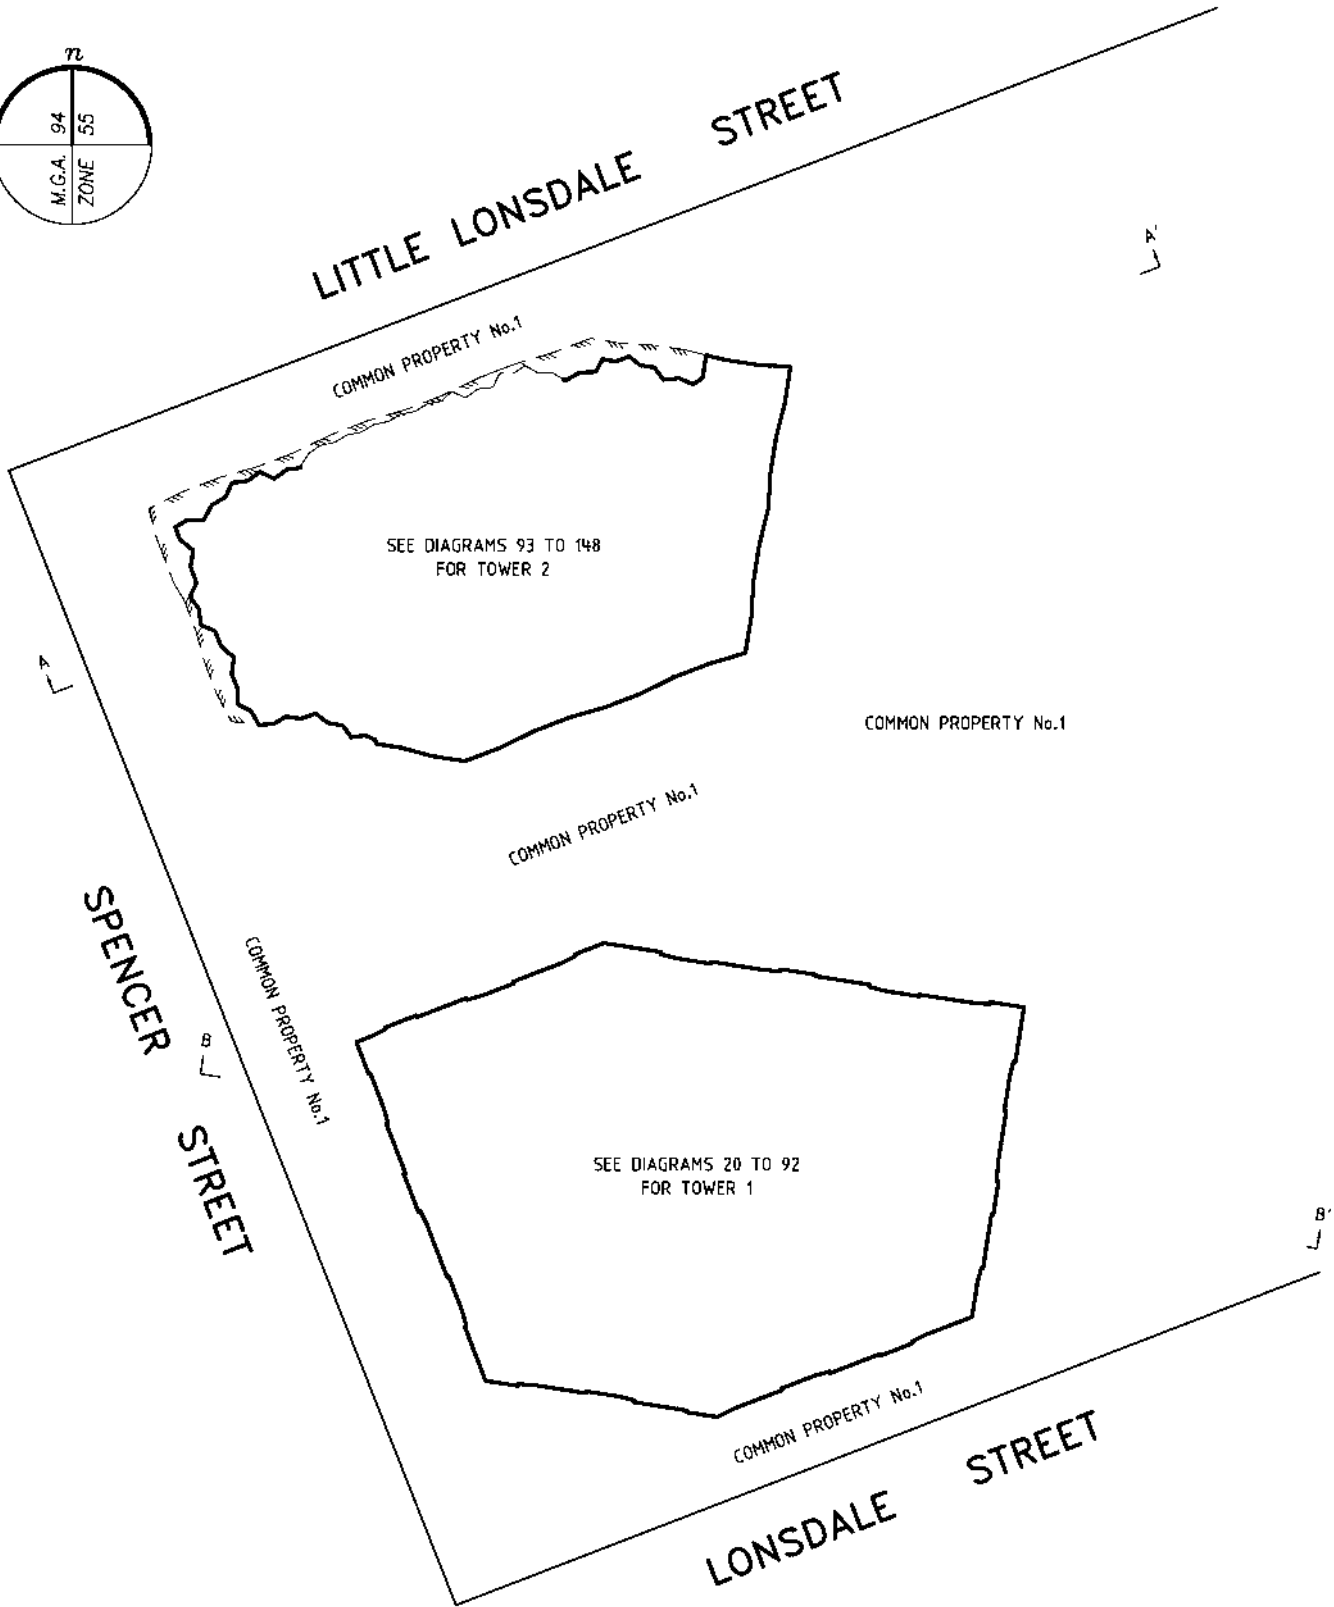 n
M.G.A. 94
ZONE 55
LITTLE LONSDALE STREET
A'
COMMON PROPERTY No.1
SEE DIAGRAMS 93 TO 148
FOR TOWER 2
A
COMMON PROPERTY No.1
COMMON PROPERTY No.1
SPENCER STREET
COMMON PROPERTY No.1
B
SEE DIAGRAMS 20 TO 92
FOR TOWER 1
B'
COMMON PROPERTY No.1
LONSDALE STREET